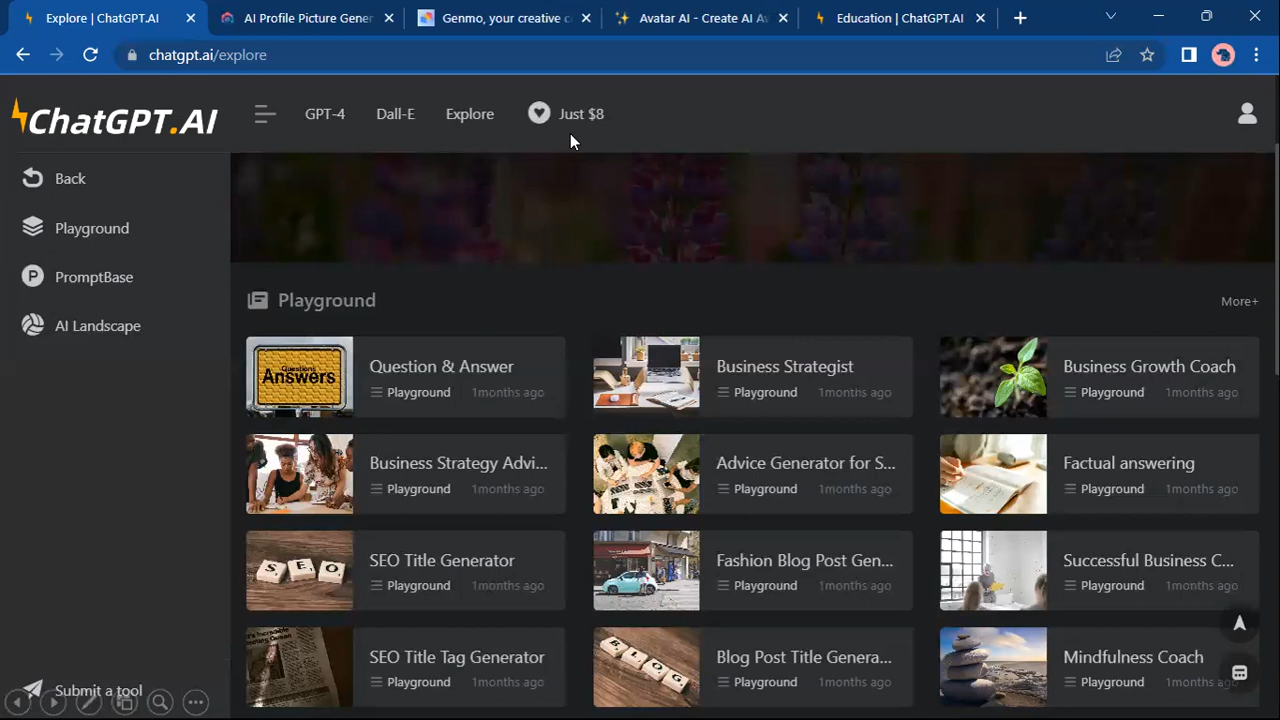 Explore | ChatGPT.AI
AI Profile Picture Gener
Genmo, your creative c
Avatar AI - Create AI Av
Education | ChatGPT.AI
chatgpt.ai/explore
ChatGPT.AI
GPT-4
Dall-E
Explore
Just $8
Back
Playground
PromptBase
AI Landscape
Submit a tool
Playground
More+
Questions
Answers
Question & Answer
Playground 1months ago
Business Strategist
Playground 1months ago
Business Growth Coach
Playground 1months ago
Business Strategy Advi...
Playground 1months ago
Advice Generator for S...
Playground 1months ago
Factual answering
Playground 1months ago
SEO
SEO Title Generator
Playground 1months ago
Fashion Blog Post Gen...
Playground 1months ago
Successful Business C...
Playground 1months ago
SEO Title Tag Generator
Playground 1months ago
BLOG
Blog Post Title Genera...
Playground 1months ago
Mindfulness Coach
Playground 1months ago